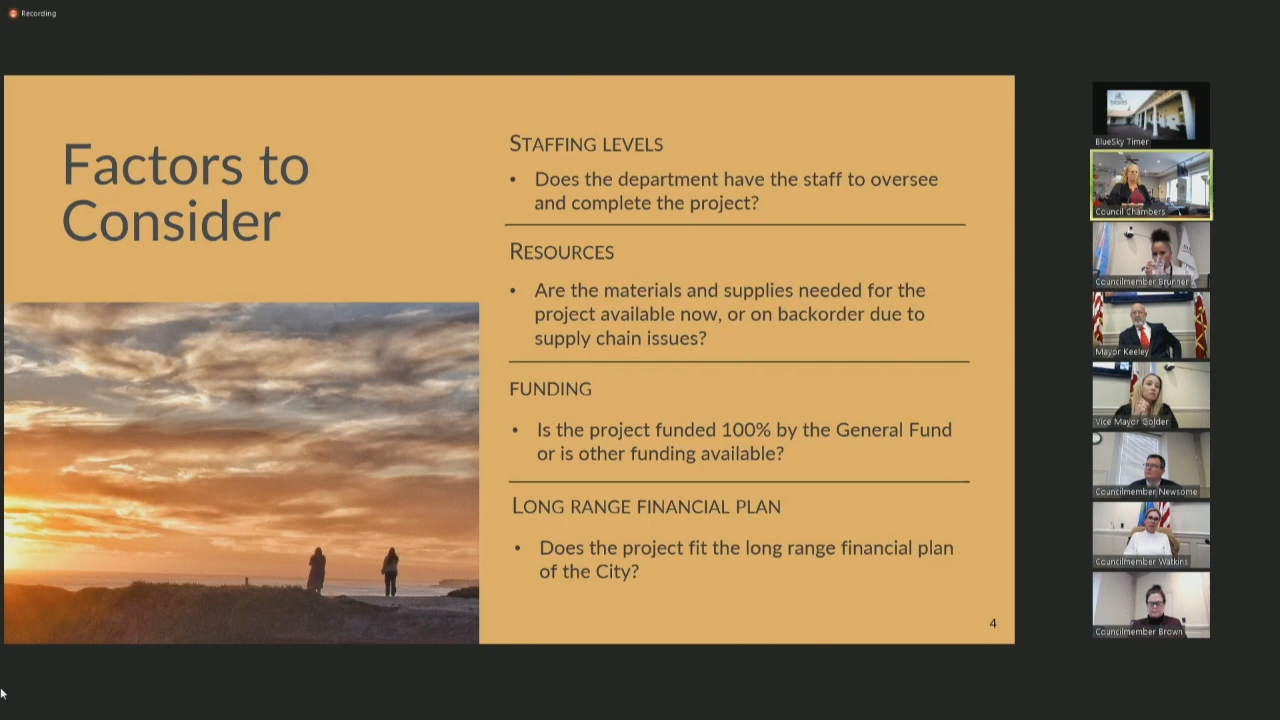 Recording
Factors to
Consider
STAFFING LEVELS
• Does the department have the staff to oversee
and complete the project?
RESOURCES
• Are the materials and supplies needed for the
project available now, or on backorder due to
supply chain issues?
FUNDING
• Is the project funded 100% by the General Fund
or is other funding available?
LONG RANGE FINANCIAL PLAN
• Does the project fit the long range financial plan
of the City?
4
BlueSky Timer
Council Chambers
Councilmember Brunner
Mayor Keeley
Vice Mayor Golder
Councilmember Newsome
Councilmember Watkins
Councilmember Brown